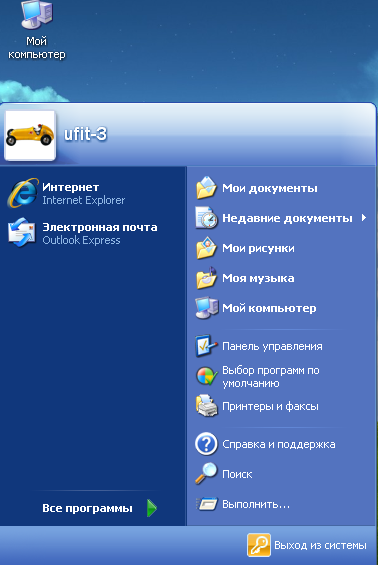 Мой
компьютер
ufit-3
Интернет
Internet Explorer
Электронная почта
Outlook Express
Все программы
Мои документы
Недавние документы
Мои рисунки
Моя музыка
Мой компьютер
Панель управления
Выбор программ по
умолчанию
Принтеры и факсы
Справка и поддержка
Поиск
Выполнить...
Выход из системы